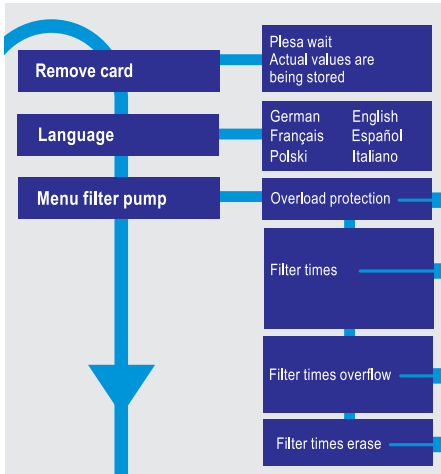 Remove card
Plesa wait
Actual values are
being stored
Language
German English
Français Español
Polski Italiano
Menu filter pump
Overload protection
Filter times
Filter times overflow
Filter times erase